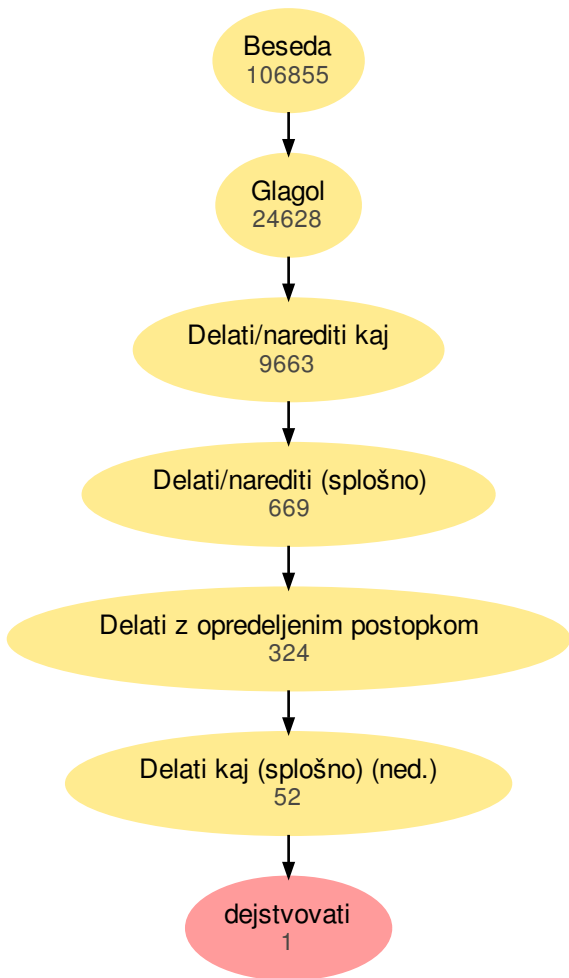 Beseda
106855
Glagol
24628
Delati/narediti kaj
9663
Delati/narediti (splošno)
669
Delati z opredeljenim postopkom
324
Delati kaj (splošno) (ned.)
52
dejstvovati
1